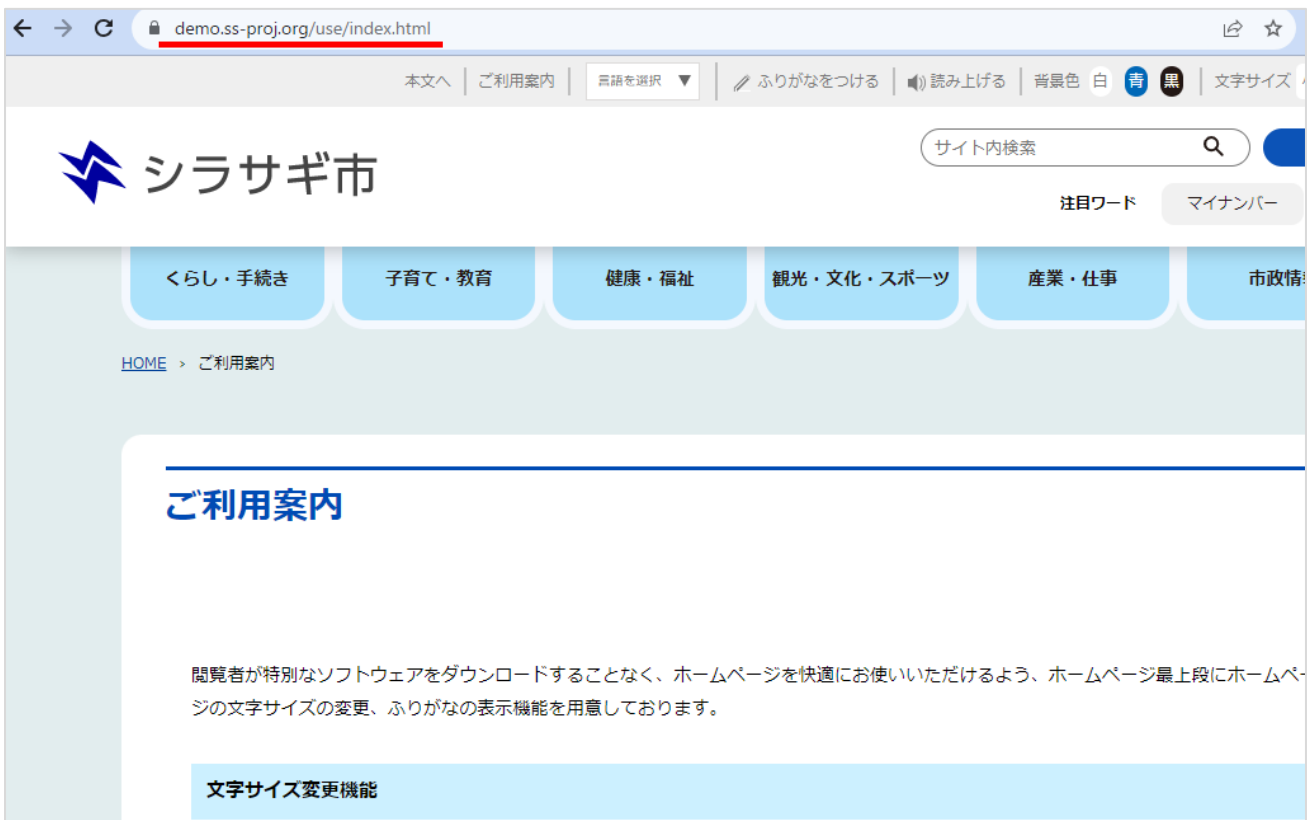 demo.ss-proj.org/use/index.html
本文へ ご利用案内 言語を選択 ▼ ふりがなをつける 読み上げる 背景色 白 青 黒 文字サイズ
シラサギ市
サイト内検索
注目ワード マイナンバー
くらし・手続き 子育て・教育 健康・福祉 観光・文化・スポーツ 産業・仕事 市政情
HOME > ご利用案内
ご利用案内
閲覧者が特別なソフトウェアをダウンロードすることなく、ホームページを快適にお使いいただけるよう、ホームページ最上段にホームペー
ジの文字サイズの変更、ふりがなの表示機能を用意しております。
文字サイズ変更機能